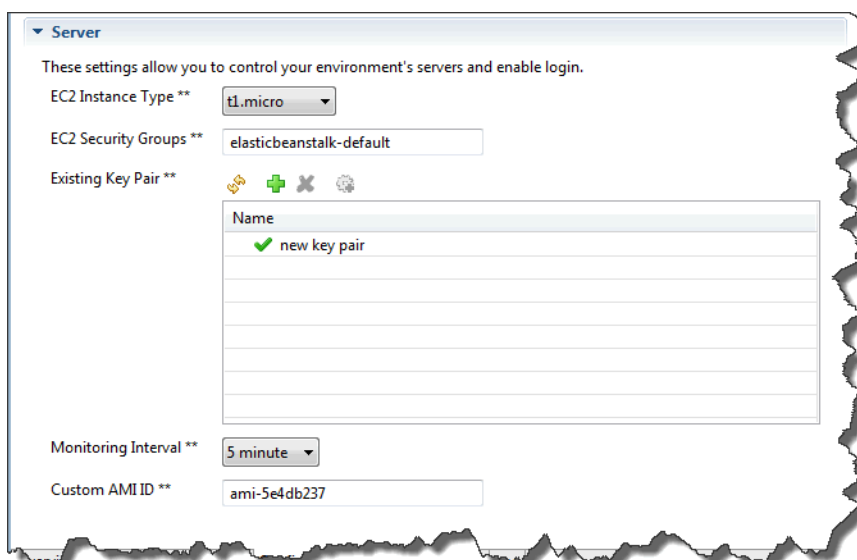 Server
These settings allow you to control your environment's servers and enable login.
EC2 Instance Type ** t1.micro
EC2 Security Groups ** elasticbeanstalk-default
Existing Key Pair **
Name
new key pair
Monitoring Interval ** 5 minute
Custom AMI ID ** ami-5e4db237